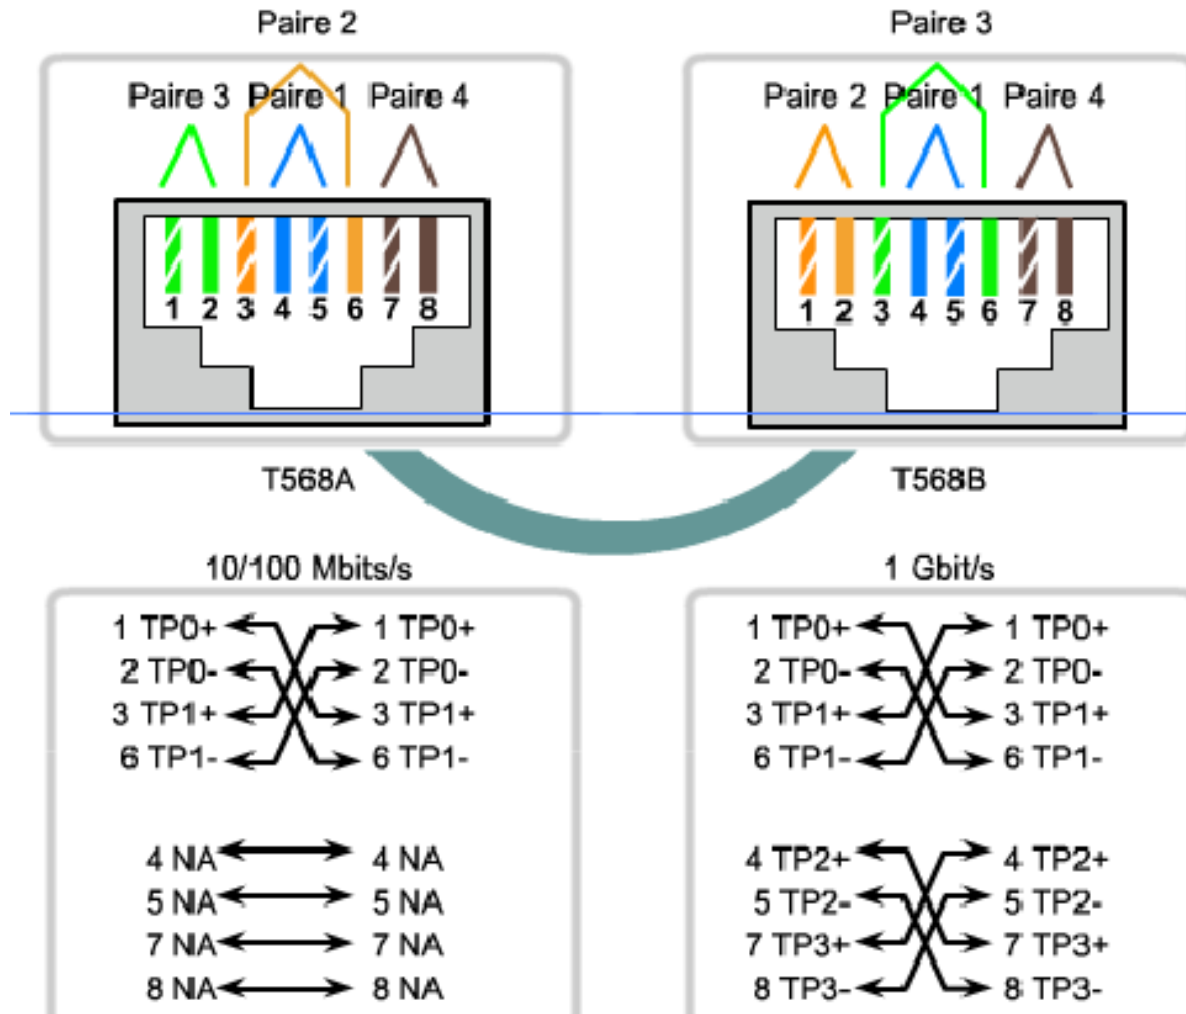 Paire 2
Paire 3
Paire 3 Paire 1 Paire 4
Paire 2 Paire 1 Paire 4
1 2 3 4 5 6 7 8
1 2 3 4 5 6 7 8
T568A
T568B
10/100 Mbits/s
1 Gbit/s
1 TP0+ 1 TP0+
2 TP0- 2 TP0-
3 TP1+ 3 TP1+
6 TP1- 6 TP1-
4 NA 4 NA
5 NA 5 NA
7 NA 7 NA
8 NA 8 NA
1 TP0+ 1 TP0+
2 TP0- 2 TP0-
3 TP1+ 3 TP1+
6 TP1- 6 TP1-
4 TP2+ 4 TP2+
5 TP2- 5 TP2-
7 TP3+ 7 TP3+
8 TP3- 8 TP3-